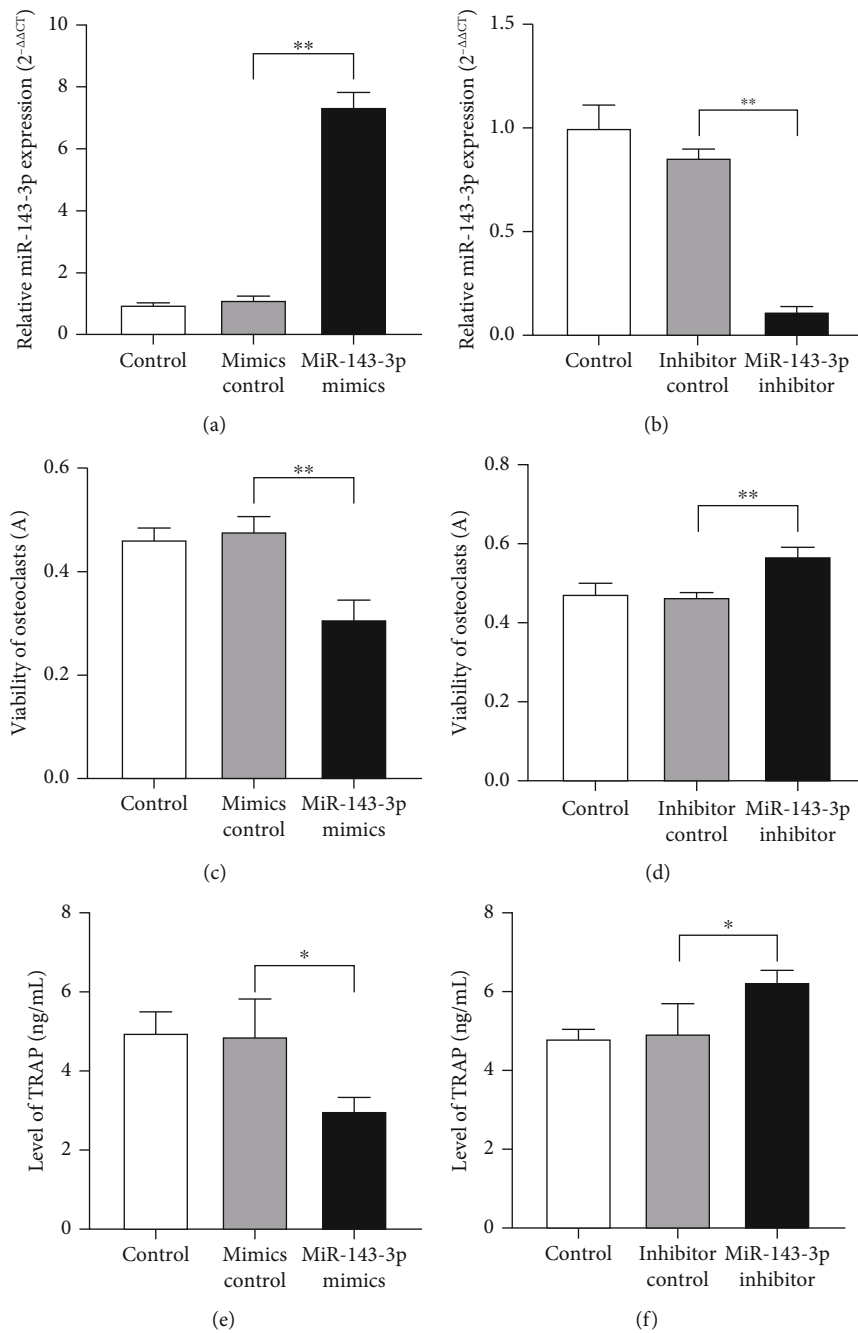 Relative miR-143-3p expression (2⁻ΔΔCT)
10
8
6
4
2
0
**
Control
Mimics control
MiR-143-3p mimics
(a)
Relative miR-143-3p expression (2⁻ΔΔCT)
1.5
1.0
0.5
0.0
**
Control
Inhibitor control
MiR-143-3p inhibitor
(b)
Viability of osteoclasts (A)
0.6
0.4
0.2
0.0
**
Control
Mimics control
MiR-143-3p mimics
(c)
Viability of osteoclasts (A)
0.8
0.6
0.4
0.2
0.0
**
Control
Inhibitor control
MiR-143-3p inhibitor
(d)
Level of TRAP (ng/mL)
8
6
4
2
0
*
Control
Mimics control
MiR-143-3p mimics
(e)
Level of TRAP (ng/mL)
8
6
4
2
0
*
Control
Inhibitor control
MiR-143-3p inhibitor
(f)